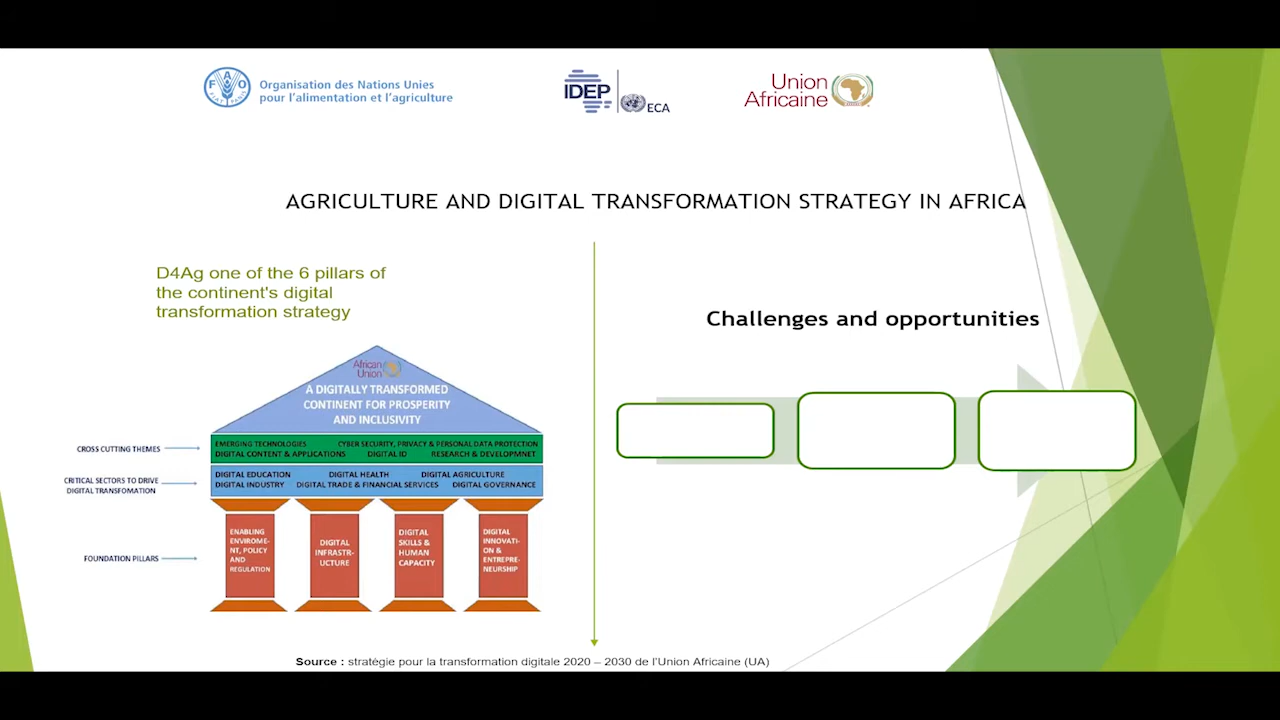 FAO
FIAT PANIS
Organisation des Nations Unies
pour l'alimentation et l'agriculture
IDEP
ECA
Union
Africaine
AGRICULTURE AND DIGITAL TRANSFORMATION STRATEGY IN AFRICA
D4Ag one of the 6 pillars of
the continent's digital
transformation strategy
African
Union
A DIGITALLY TRANSFORMED
CONTINENT FOR PROSPERITY
AND INCLUSIVITY
CROSS CUTTING THEMES
EMERGING TECHNOLOGIES CYBER SECURITY, PRIVACY & PERSONAL DATA PROTECTION
DIGITAL CONTENT & APPLICATIONS DIGITAL ID RESEARCH & DEVELOPMNET
CRITICAL SECTORS TO DRIVE
DIGITAL TRANSFOMATION
DIGITAL EDUCATION DIGITAL HEALTH DIGITAL AGRICULTURE
DIGITAL INDUSTRY DIGITAL TRADE & FINANCIAL SERVICES DIGITAL GOVERNANCE
FOUNDATION PILLARS
ENABLING
ENVIROME-
NT, POLICY
AND
REGULATION
DIGITAL
INFRASTR-
UCTURE
DIGITAL
SKILLS &
HUMAN
CAPACITY
DIGITAL
INNOVATI-
ON &
ENTREPRE-
NEURSHIP
Challenges and opportunities
Source : stratégie pour la transformation digitale 2020 – 2030 de l'Union Africaine (UA)